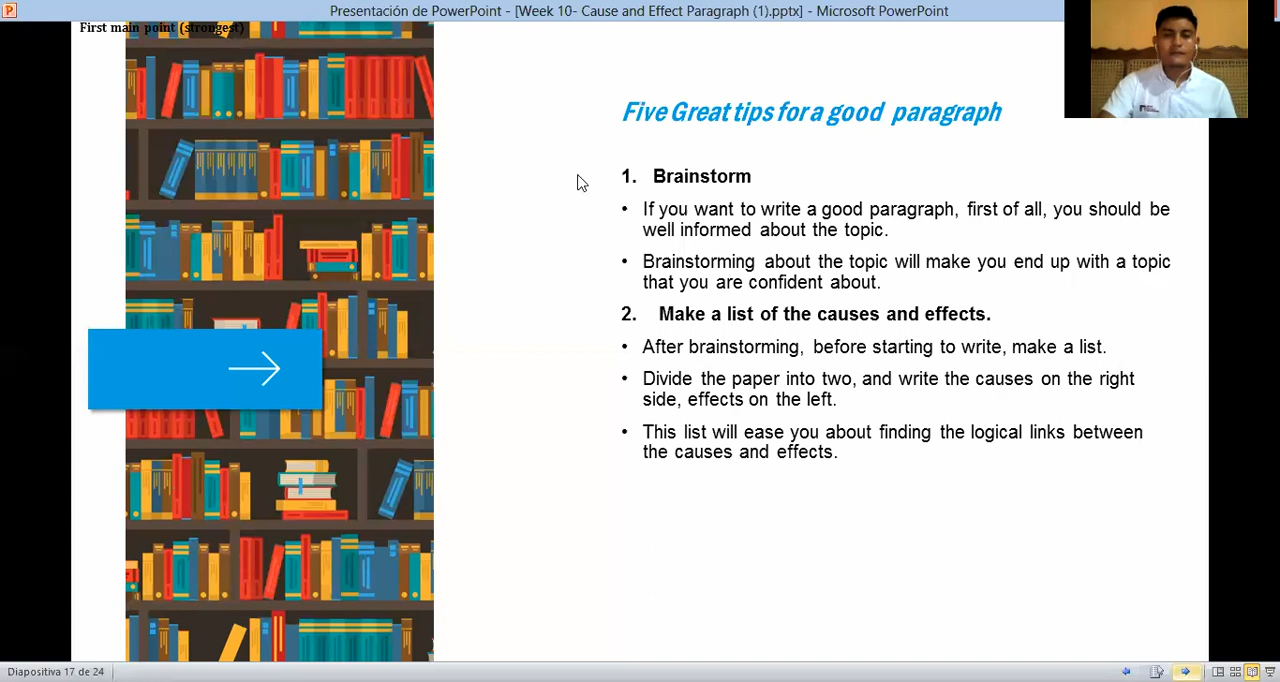 Presentación de PowerPoint - [Week 10- Cause and Effect Paragraph (1).pptx] - Microsoft PowerPoint
First main point (strongest)
Five Great tips for a good paragraph
1. Brainstorm
• If you want to write a good paragraph, first of all, you should be
well informed about the topic.
• Brainstorming about the topic will make you end up with a topic
that you are confident about.
2. Make a list of the causes and effects.
• After brainstorming, before starting to write, make a list.
• Divide the paper into two, and write the causes on the right
side, effects on the left.
• This list will ease you about finding the logical links between
the causes and effects.
Diapositiva 17 de 24